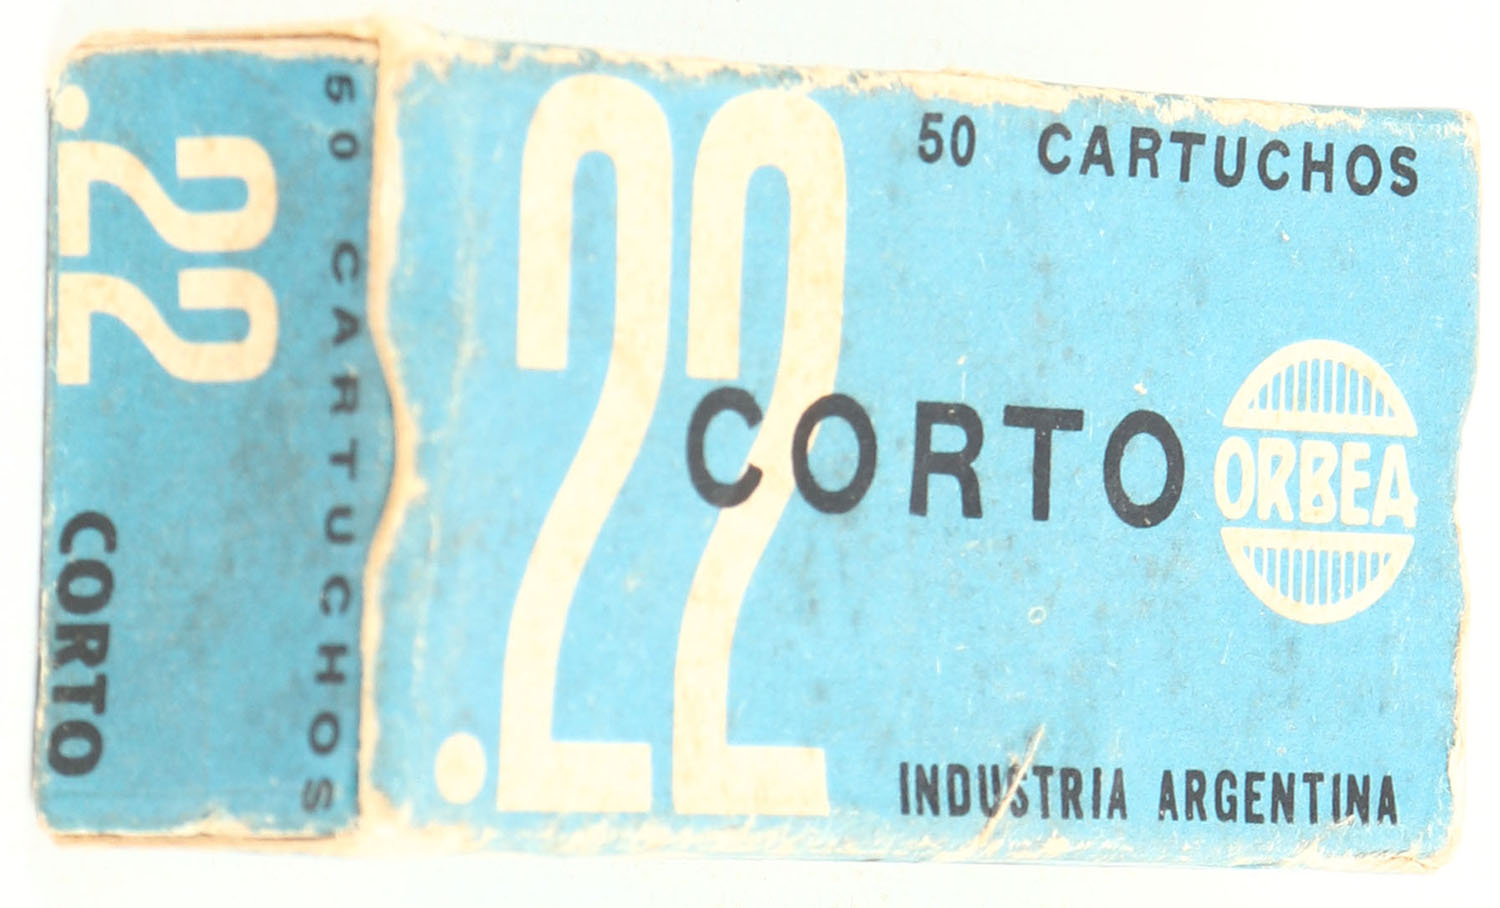 .22
CORTO
50 CARTUCHOS
.22
50 CARTUCHOS
CORTO
ORBEA
INDUSTRIA ARGENTINA